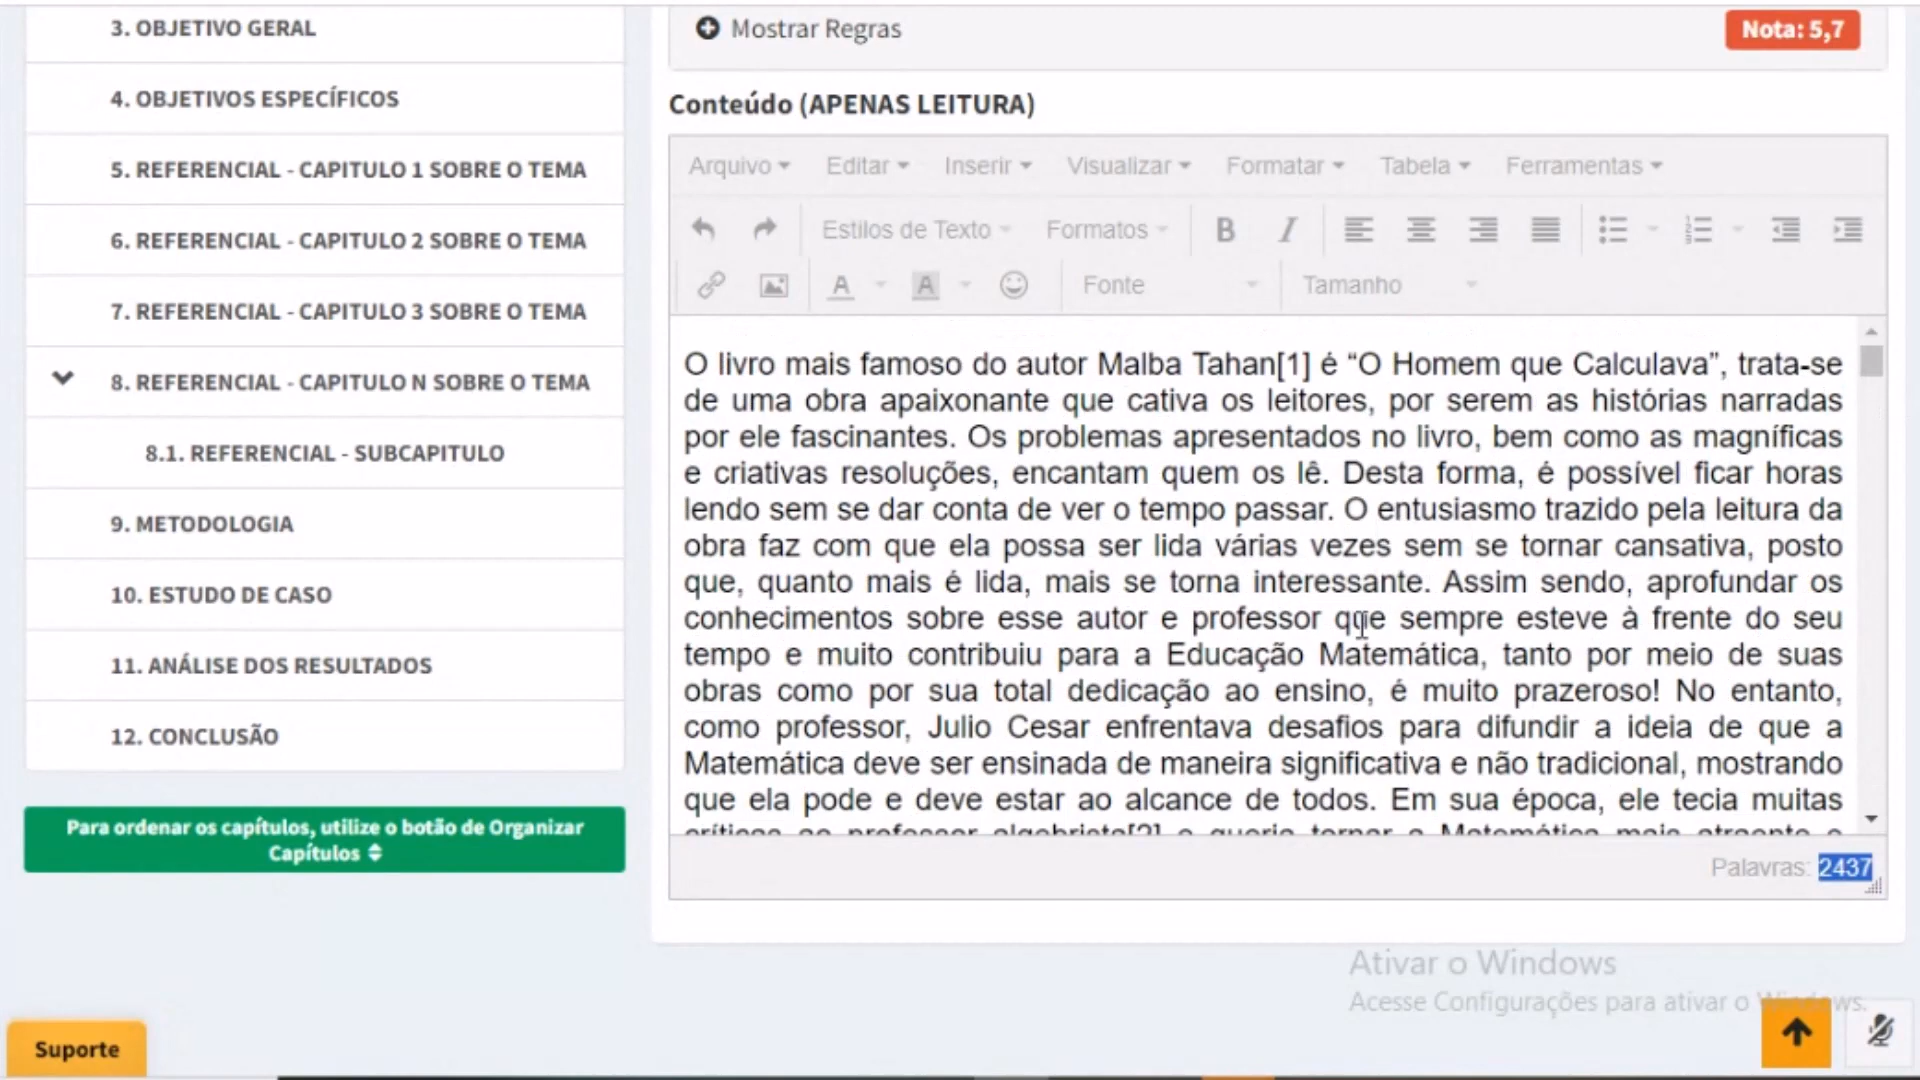 3. OBJETIVO GERAL
4. OBJETIVOS ESPECÍFICOS
5. REFERENCIAL - CAPITULO 1 SOBRE O TEMA
6. REFERENCIAL - CAPITULO 2 SOBRE O TEMA
7. REFERENCIAL - CAPITULO 3 SOBRE O TEMA
8. REFERENCIAL - CAPITULO N SOBRE O TEMA
8.1. REFERENCIAL - SUBCAPITULO
9. METODOLOGIA
10. ESTUDO DE CASO
11. ANÁLISE DOS RESULTADOS
12. CONCLUSÃO
Para ordenar os capítulos, utilize o botão de Organizar
Capítulos
Suporte
Mostrar Regras
Nota: 5,7
Conteúdo (APENAS LEITURA)
Arquivo Editar Inserir Visualizar Formatar Tabela Ferramentas
Estilos de Texto Formatos B I
A A Fonte Tamanho
O livro mais famoso do autor Malba Tahan[1] é “O Homem que Calculava”, trata-se
de uma obra apaixonante que cativa os leitores, por serem as histórias narradas
por ele fascinantes. Os problemas apresentados no livro, bem como as magníficas
e criativas resoluções, encantam quem os lê. Desta forma, é possível ficar horas
lendo sem se dar conta de ver o tempo passar. O entusiasmo trazido pela leitura da
obra faz com que ela possa ser lida várias vezes sem se tornar cansativa, posto
que, quanto mais é lida, mais se torna interessante. Assim sendo, aprofundar os
conhecimentos sobre esse autor e professor que sempre esteve à frente do seu
tempo e muito contribuiu para a Educação Matemática, tanto por meio de suas
obras como por sua total dedicação ao ensino, é muito prazeroso! No entanto,
como professor, Julio Cesar enfrentava desafios para difundir a ideia de que a
Matemática deve ser ensinada de maneira significativa e não tradicional, mostrando
que ela pode e deve estar ao alcance de todos. Em sua época, ele tecia muitas
críticas ao professor algebrista[2] e queria tornar a Matemática mais atraente e
Palavras: 2437
Ativar o Windows
Acesse Configurações para ativar o Windows.